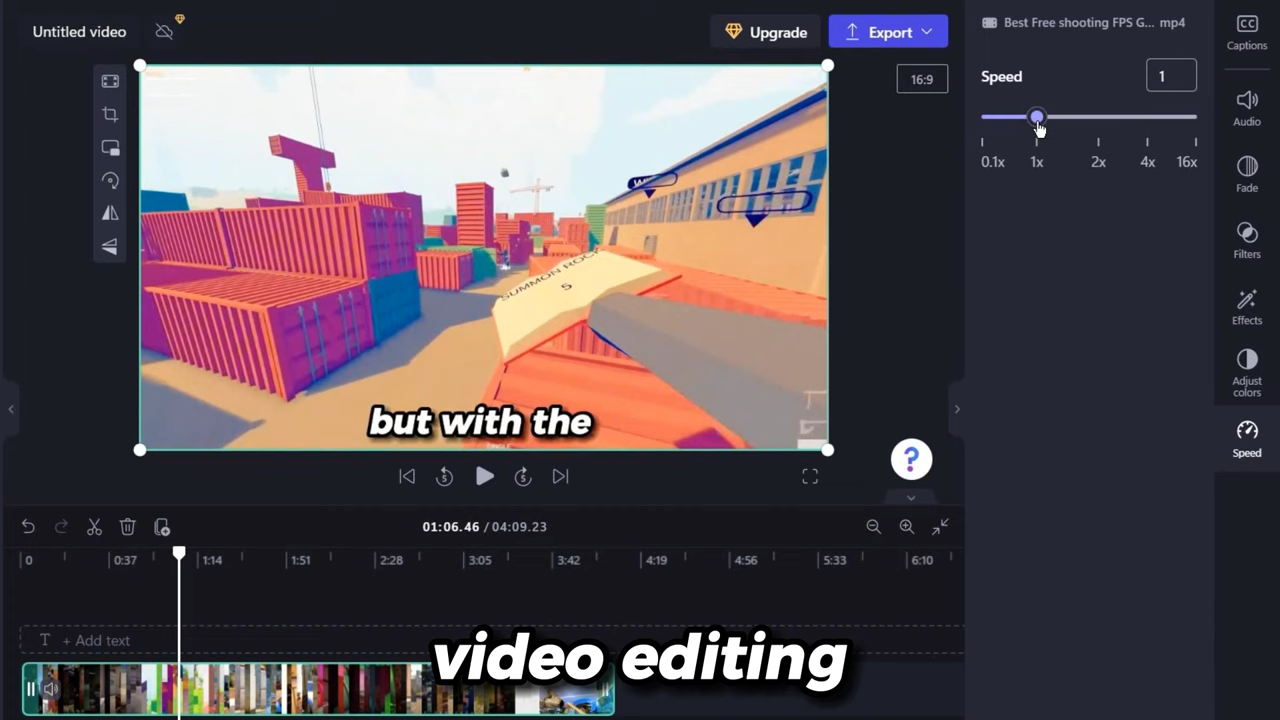 Untitled video
Upgrade
Export
16:9
Best Free shooting FPS G... mp4
Speed
1
0.1x 1x 2x 4x 16x
Captions
Audio
Fade
Filters
Effects
Adjust
colors
Speed
SUMMON ROCK
5
but with the
5
5
?
01:06.46 / 04:09.23
0 0:37 1:14 1:51 2:28 3:05 3:42 4:19 4:56 5:33 6:10
T + Add text
video editing